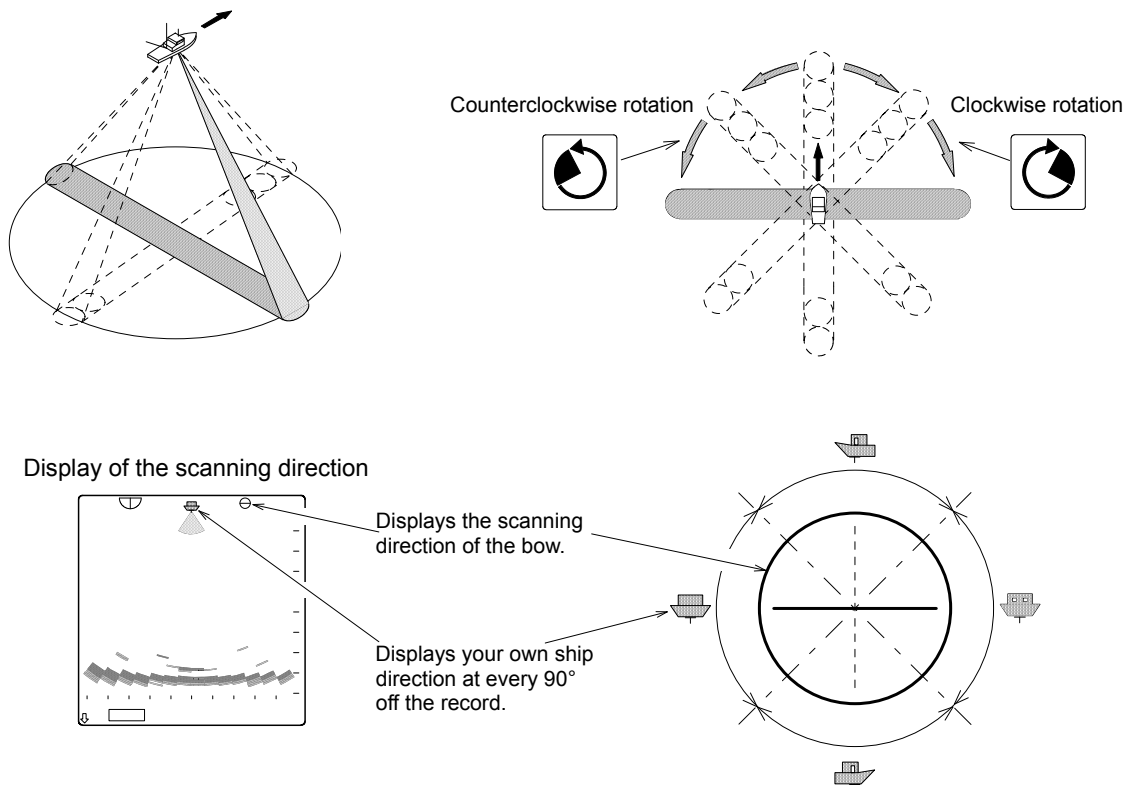 Counterclockwise rotation
Clockwise rotation
Display of the scanning direction
Displays the scanning
direction of the bow.
Displays your own ship
direction at every 90°
off the record.